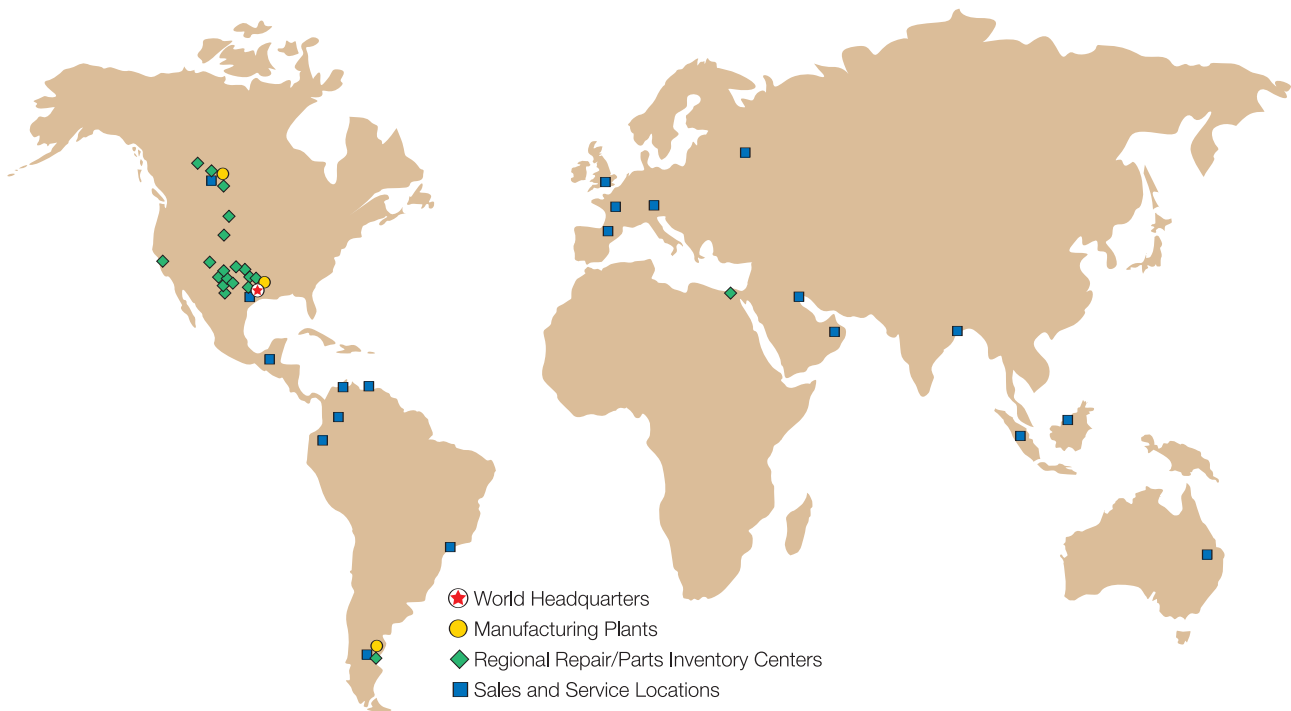 World Headquarters
Manufacturing Plants
Regional Repair/Parts Inventory Centers
Sales and Service Locations